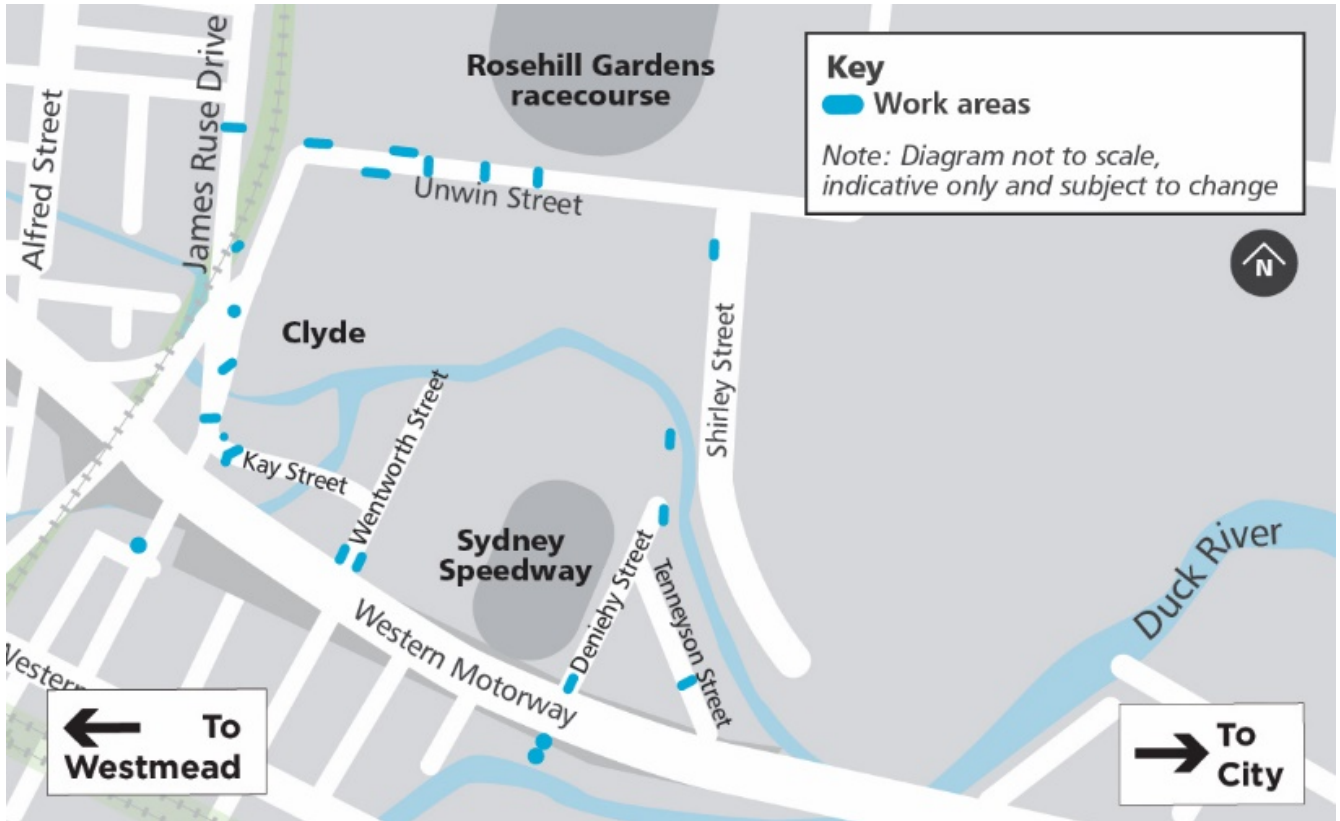 Rosehill Gardens
racecourse
Key
Work areas
Note: Diagram not to scale,
indicative only and subject to change
N
James Ruse Drive
Alfred Street
Unwin Street
Clyde
Shirley Street
Wentworth Street
Kay Street
Sydney
Speedway
Deniehy Street
Tenneyson Street
Duck River
Western Motorway
Western
To
Westmead
To
City